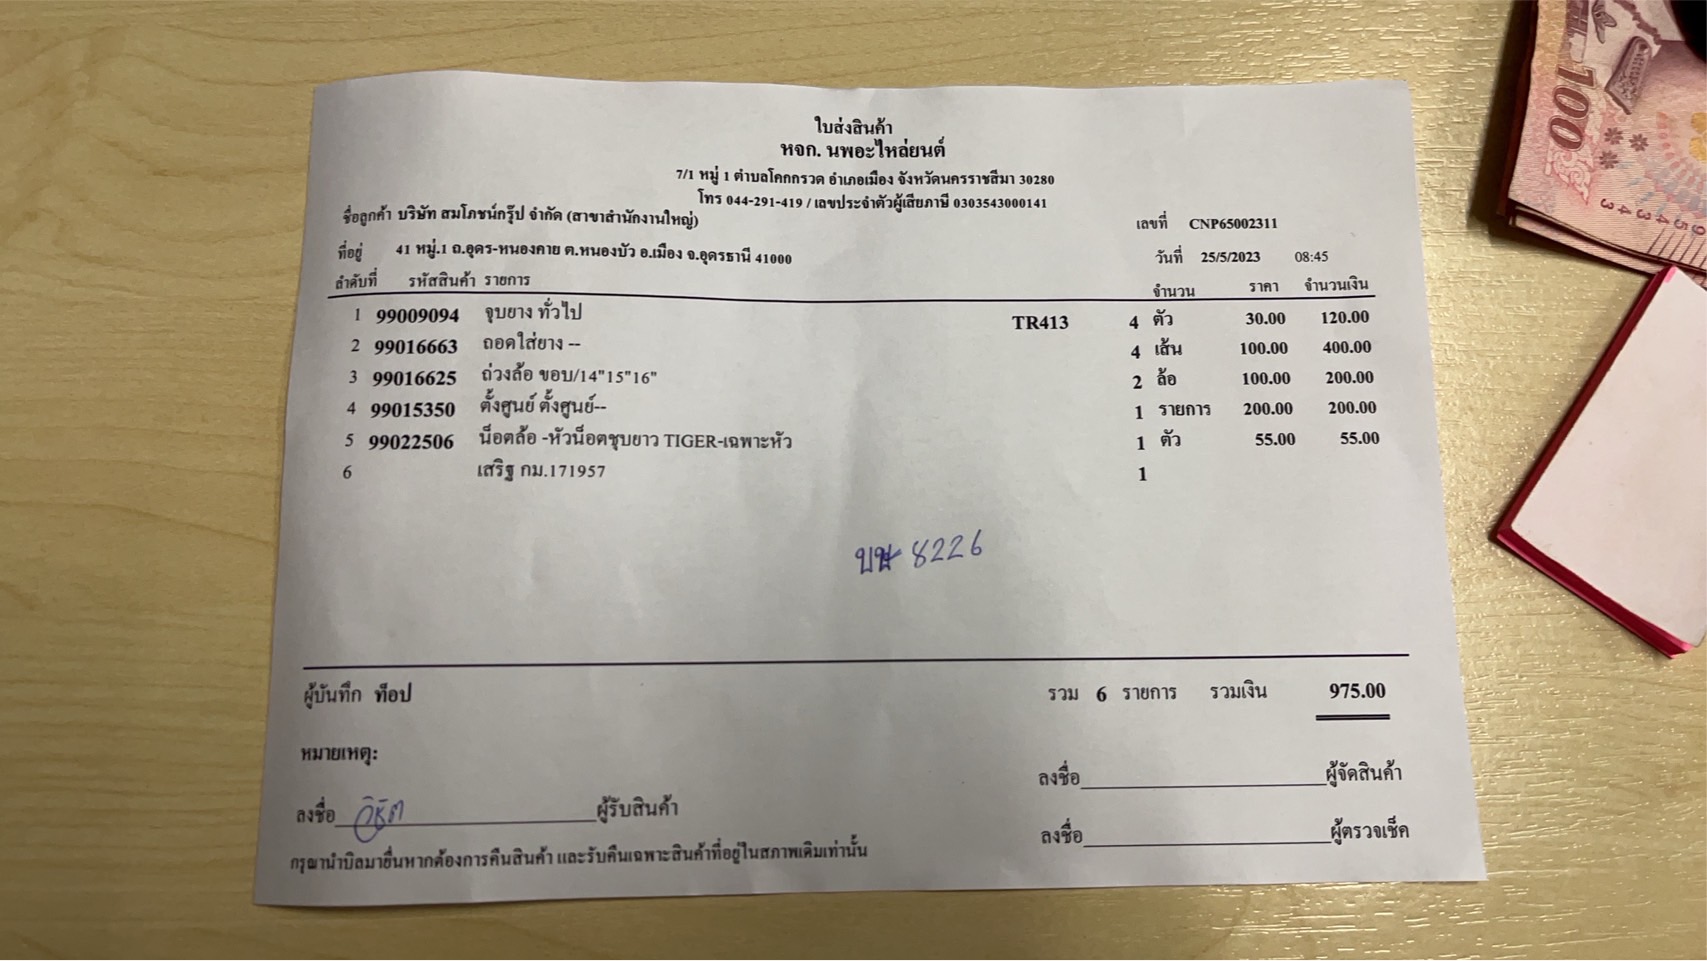 ใบส่งสินค้า
หจก. นพอะไหล่ยนต์
7/1 หมู่ 1 ตำบลโคกกรวด อำเภอเมือง จังหวัดนครราชสีมา 30280
โทร 044-291-419 / เลขประจำตัวผู้เสียภาษี 0303543000141
ชื่อลูกค้า บริษัท สมโภชน์กรุ๊ป จำกัด (สาขาสำนักงานใหญ่) เลขที่ CNP65002311
ที่อยู่ 41 หมู่.1 ถ.อุดร-หนองคาย ต.หนองบัว อ.เมือง จ.อุดรธานี 41000 วันที่ 25/5/2023 08:45
ลำดับที่ รหัสสินค้า รายการ จำนวน ราคา จำนวนเงิน
1 99009094 จุบยาง ทั่วไป TR413 4 ตัว 30.00 120.00
2 99016663 ถอดใส่ยาง -- 4 เส้น 100.00 400.00
3 99016625 ถ่วงล้อ ขอบ/14"15"16" 2 ล้อ 100.00 200.00
4 99015350 ตั้งศูนย์ ตั้งศูนย์-- 1 รายการ 200.00 200.00
5 99022506 น็อตล้อ -หัวน็อตชุบยาว TIGER-เฉพาะหัว 1 ตัว 55.00 55.00
6 เสริฐ กม.171957 1
8226
ผู้บันทึก ท็อป รวม 6 รายการ รวมเงิน 975.00
หมายเหตุ:
ลงชื่อ ผู้จัดสินค้า
ลงชื่อ ผู้รับสินค้า
ลงชื่อ ผู้ตรวจเช็ค
กรุณานำบิลมายื่นหากต้องการคืนสินค้า และรับคืนเฉพาะสินค้าที่อยู่ในสภาพเดิมเท่านั้น
100